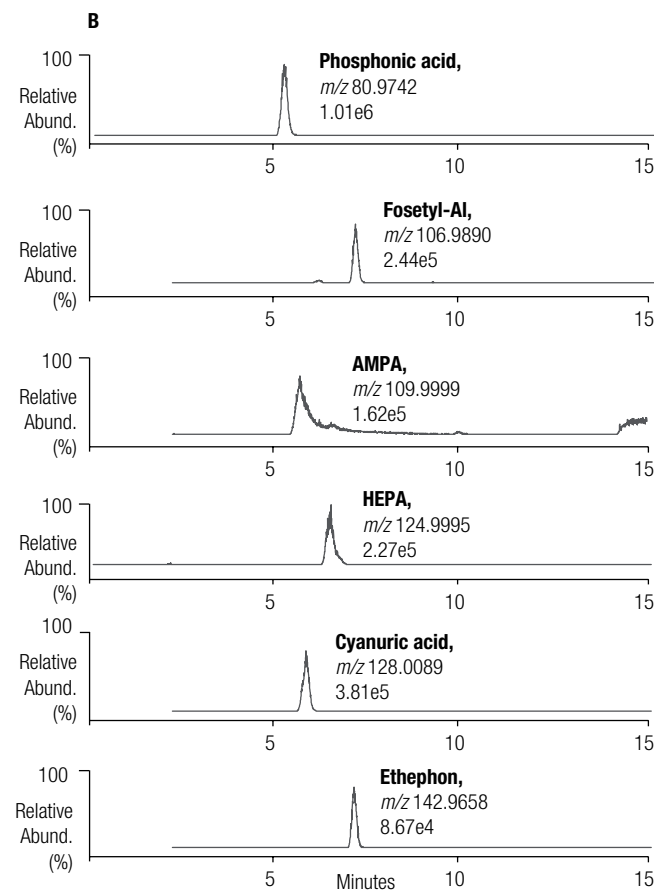 B
100
Relative
Abund.
(%)
Phosphonic acid,
m/z 80.9742
1.01e6
5
10
15
100
Relative
Abund.
(%)
Fosetyl-Al,
m/z 106.9890
2.44e5
5
10
15
100
Relative
Abund.
(%)
AMPA,
m/z 109.9999
1.62e5
5
10
15
100
Relative
Abund.
(%)
HEPA,
m/z 124.9995
2.27e5
5
10
15
100
Relative
Abund.
(%)
Cyanuric acid,
m/z 128.0089
3.81e5
5
10
15
100
Relative
Abund.
(%)
Ethephon,
m/z 142.9658
8.67e4
5
10
15
Minutes